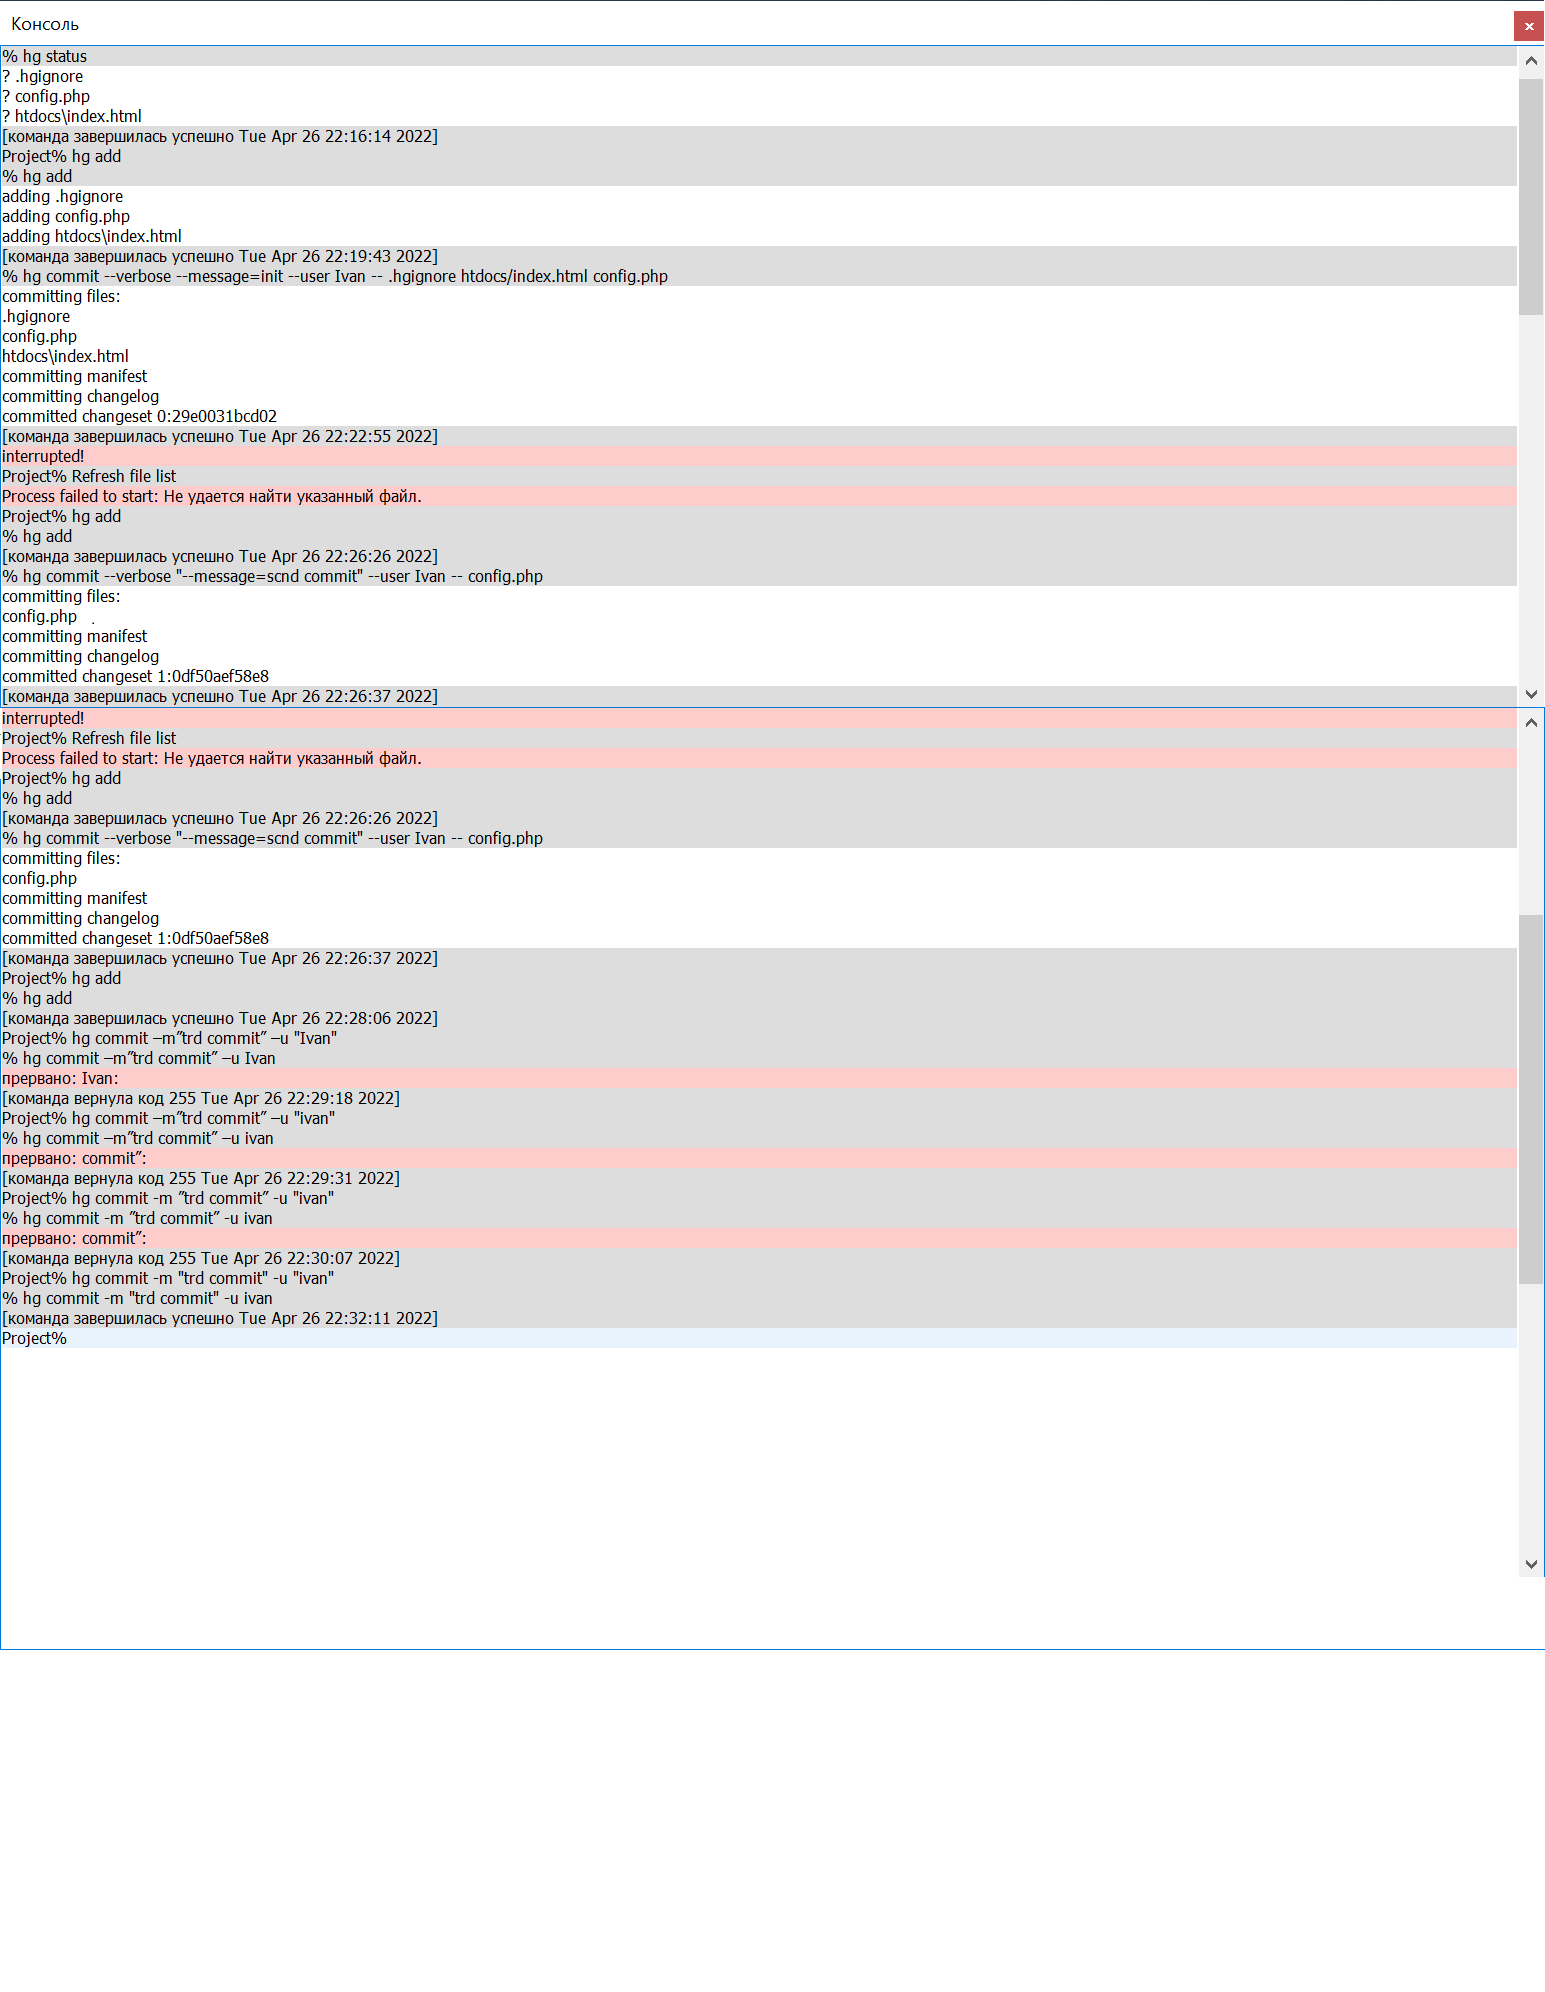 Консоль
% hg status
? .hgignore
? config.php
? htdocs\index.html
[команда завершилась успешно Tue Apr 26 22:16:14 2022]
Project% hg add
% hg add
adding .hgignore
adding config.php
adding htdocs\index.html
[команда завершилась успешно Tue Apr 26 22:19:43 2022]
% hg commit --verbose --message=init --user Ivan -- .hgignore htdocs/index.html config.php
committing files:
.hgignore
config.php
htdocs\index.html
committing manifest
committing changelog
committed changeset 0:29e0031bcd02
[команда завершилась успешно Tue Apr 26 22:22:55 2022]
interrupted!
Project% Refresh file list
Process failed to start: Не удается найти указанный файл.
Project% hg add
% hg add
[команда завершилась успешно Tue Apr 26 22:26:26 2022]
% hg commit --verbose "--message=scnd commit" --user Ivan -- config.php
committing files:
config.php
committing manifest
committing changelog
committed changeset 1:0df50aef58e8
[команда завершилась успешно Tue Apr 26 22:26:37 2022]
interrupted!
Project% Refresh file list
Process failed to start: Не удается найти указанный файл.
Project% hg add
% hg add
[команда завершилась успешно Tue Apr 26 22:26:26 2022]
% hg commit --verbose "--message=scnd commit" --user Ivan -- config.php
committing files:
config.php
committing manifest
committing changelog
committed changeset 1:0df50aef58e8
[команда завершилась успешно Tue Apr 26 22:26:37 2022]
Project% hg add
% hg add
[команда завершилась успешно Tue Apr 26 22:28:06 2022]
Project% hg commit –m″trd commit″ –u "Ivan"
% hg commit –m″trd commit″ –u Ivan
прервано: Ivan:
[команда вернула код 255 Tue Apr 26 22:29:18 2022]
Project% hg commit –m″trd commit″ –u "ivan"
% hg commit –m″trd commit″ –u ivan
прервано: commit″:
[команда вернула код 255 Tue Apr 26 22:29:31 2022]
Project% hg commit -m ″trd commit″ -u "ivan"
% hg commit -m ″trd commit″ -u ivan
прервано: commit″:
[команда вернула код 255 Tue Apr 26 22:30:07 2022]
Project% hg commit -m "trd commit" -u "ivan"
% hg commit -m "trd commit" -u ivan
[команда завершилась успешно Tue Apr 26 22:32:11 2022]
Project%